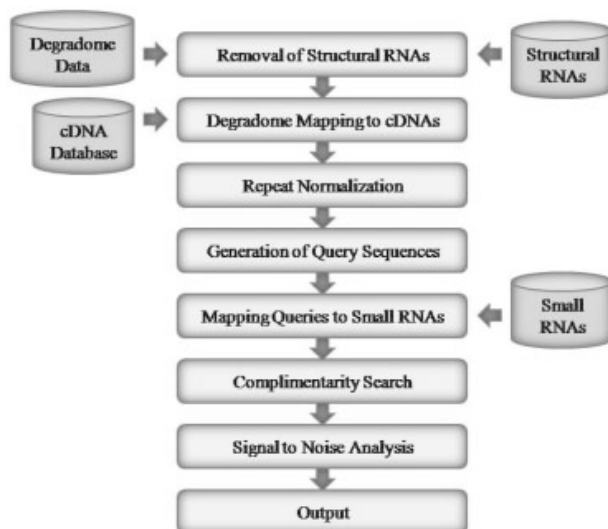 Degradome
Data
Removal of Structural RNAs
Structural
RNAs
cDNA
Database
Degradome Mapping to cDNAs
Repeat Normalization
Generation of Query Sequences
Mapping Queries to Small RNAs
Small
RNAs
Complimentarity Search
Signal to Noise Analysis
Output